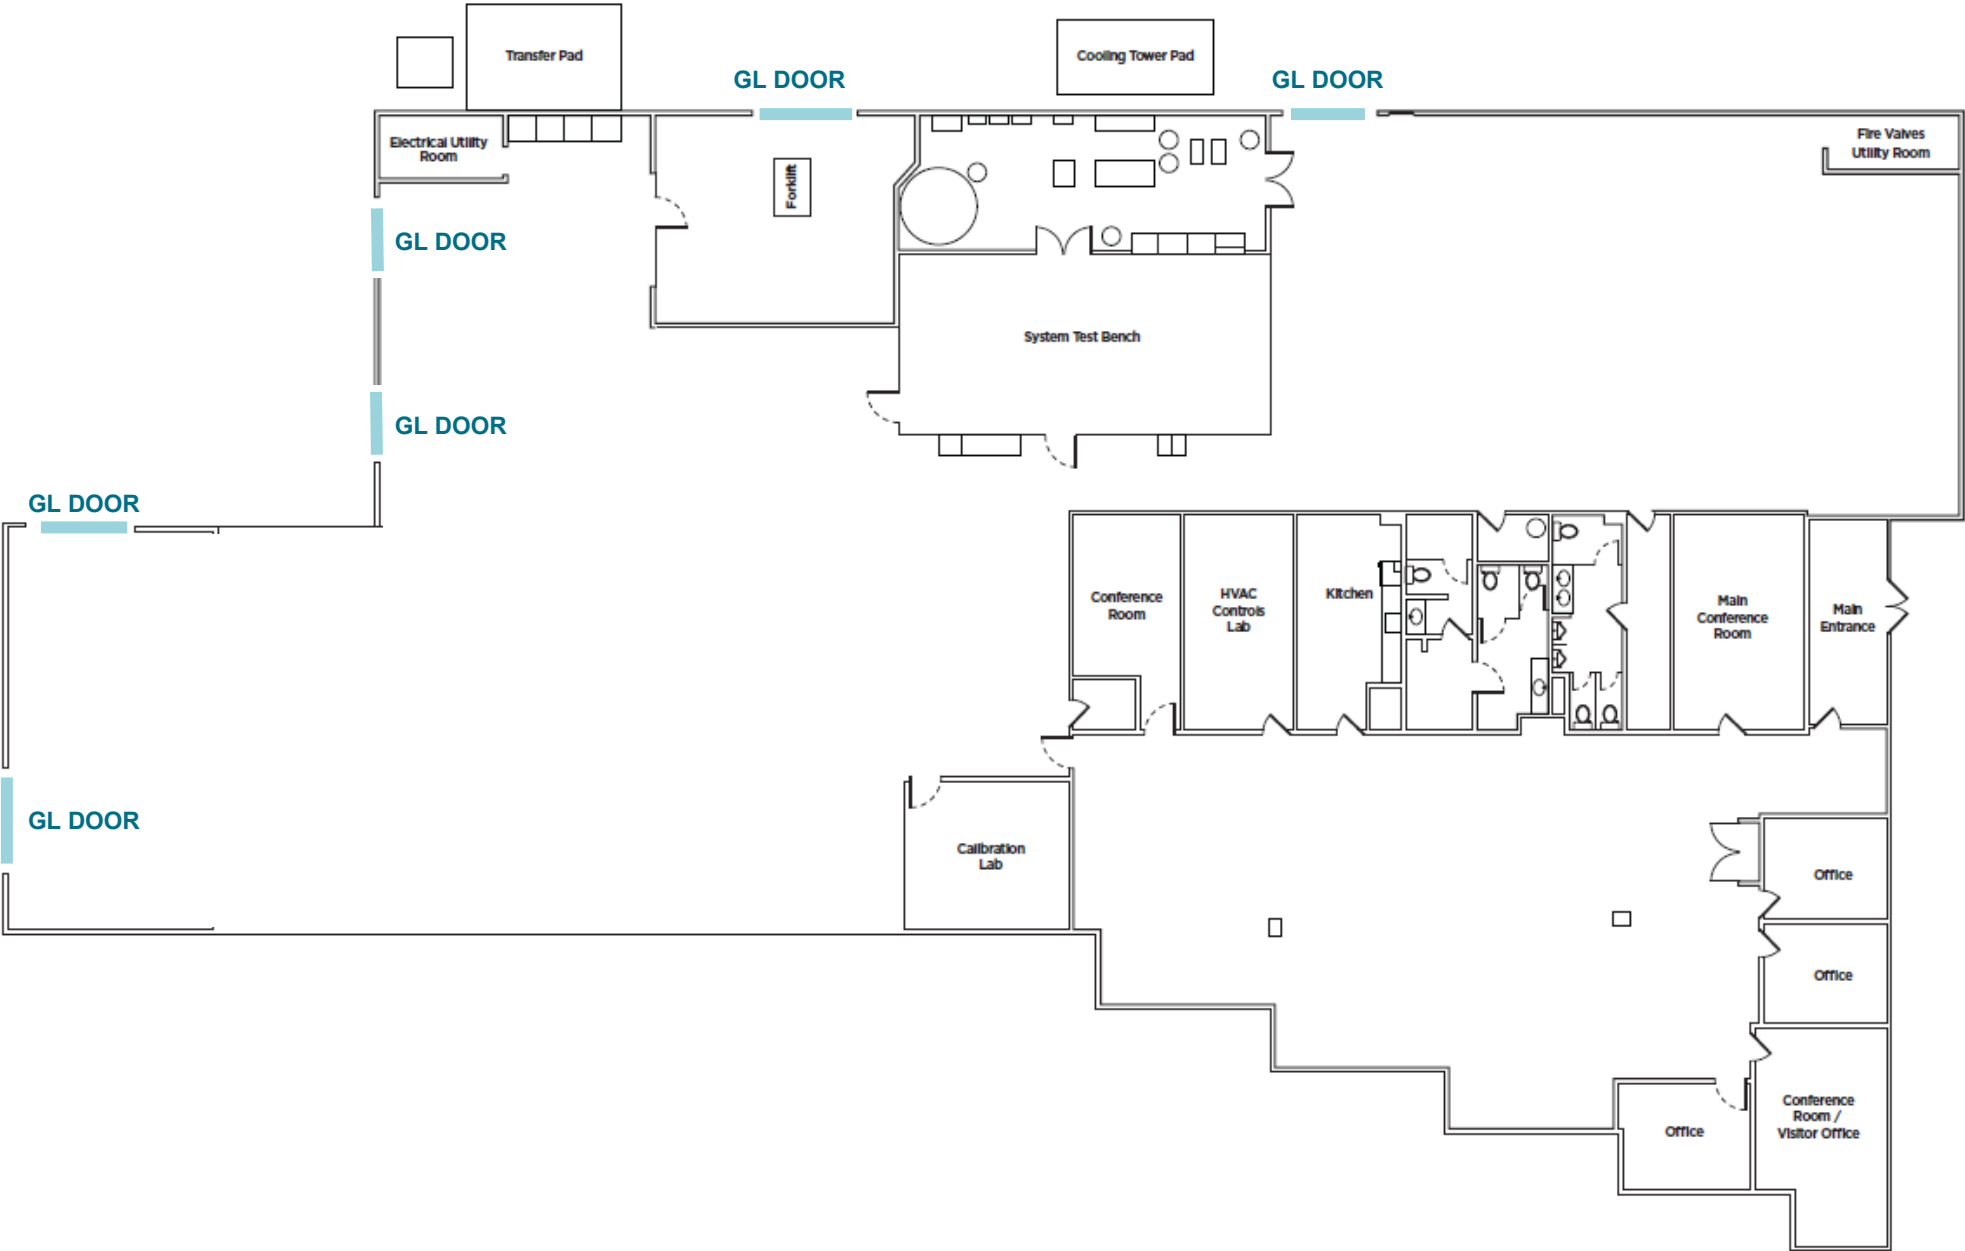 Transfer Pad
Cooling Tower Pad
GL DOOR
GL DOOR
Electrical Utility
Room
Fire Valves
Utility Room
Forklift
GL DOOR
System Test Bench
GL DOOR
GL DOOR
Conference
Room
HVAC
Controls
Lab
Kitchen
Main
Conference
Room
Main
Entrance
GL DOOR
Calibration
Lab
Office
Office
Conference
Room /
Visitor Office
Office